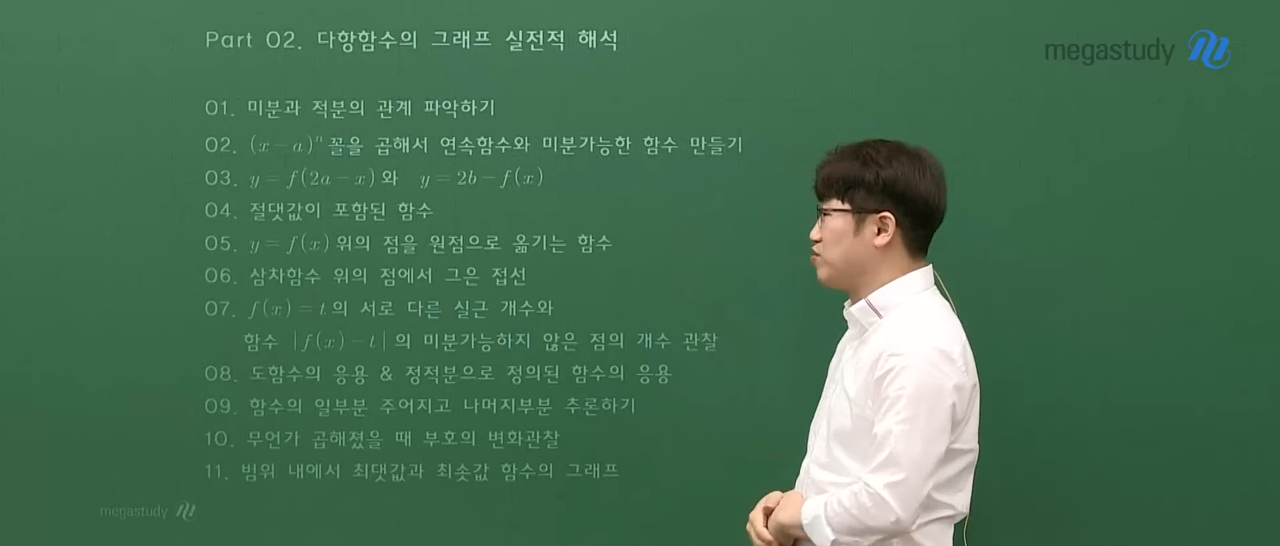 Part 02. 다항함수의 그래프 실전적 해석
megastudy
01. 미분과 적분의 관계 파악하기
02. (x-a)ⁿ꼴을 곱해서 연속함수와 미분가능한 함수 만들기
03. y=f(2a-x)와 y=2b-f(x)
04. 절댓값이 포함된 함수
05. y=f(x)위의 점을 원점으로 옮기는 함수
06. 삼차함수 위의 점에서 그은 접선
07. f(x)=t의 서로 다른 실근 개수와
함수 |f(x)-t|의 미분가능하지 않은 점의 개수 관찰
08. 도함수의 응용 & 정적분으로 정의된 함수의 응용
09. 함수의 일부분 주어지고 나머지부분 추론하기
10. 무언가 곱해졌을 때 부호의 변화관찰
11. 범위 내에서 최댓값과 최솟값 함수의 그래프
megastudy